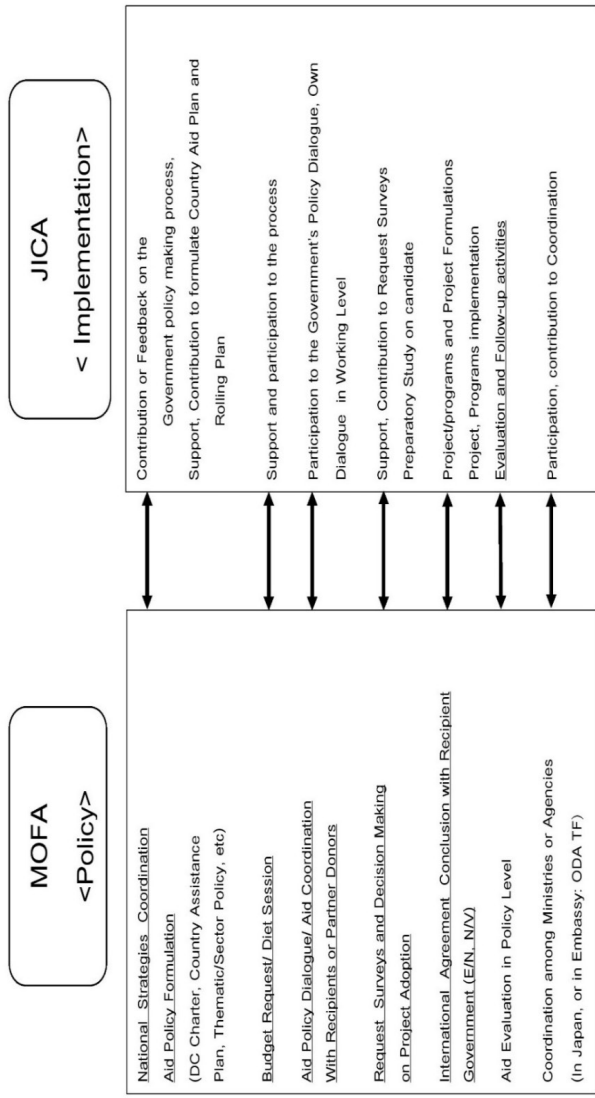 MOFA
<Policy>
National Strategies Coordination
Aid Policy Formulation
(DC Charter, Country Assistance
Plan, Thematic/Sector Policy, etc)
Budget Request/ Diet Session
Aid Policy Dialogue/ Aid Coordination
With Recipients or Partner Donors
Request Surveys and Decision Making
on Project Adoption
International Agreement Conclusion with Recipient
Government (E/N, N/V)
Aid Evaluation in Policy Level
Coordination among Ministries or Agencies
(In Japan, or in Embassy: ODA TF)
JICA
< Implementation>
Contribution or Feedback on the
Government policy making process,
Support, Contribution to formulate Country Aid Plan and
Rolling Plan
Support and participation to the process
Participation to the Government's Policy Dialogue, Own
Dialogue in Working Level
Support, Contribution to Request Surveys
Preparatory Study on candidate
Project/programs and Project Formulations
Project, Programs implementation
Evaluation and Follow-up activities
Participation, contribution to Coordination